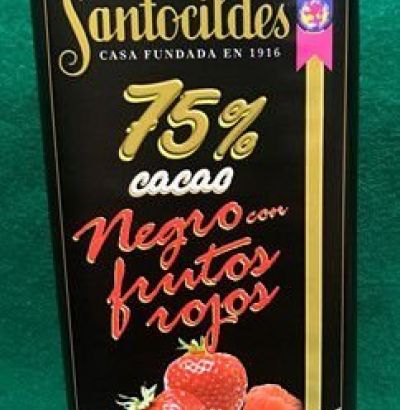 Santocildes
CASA FUNDADA EN 1916
75%
cacao
Negro con
frutos
rojos